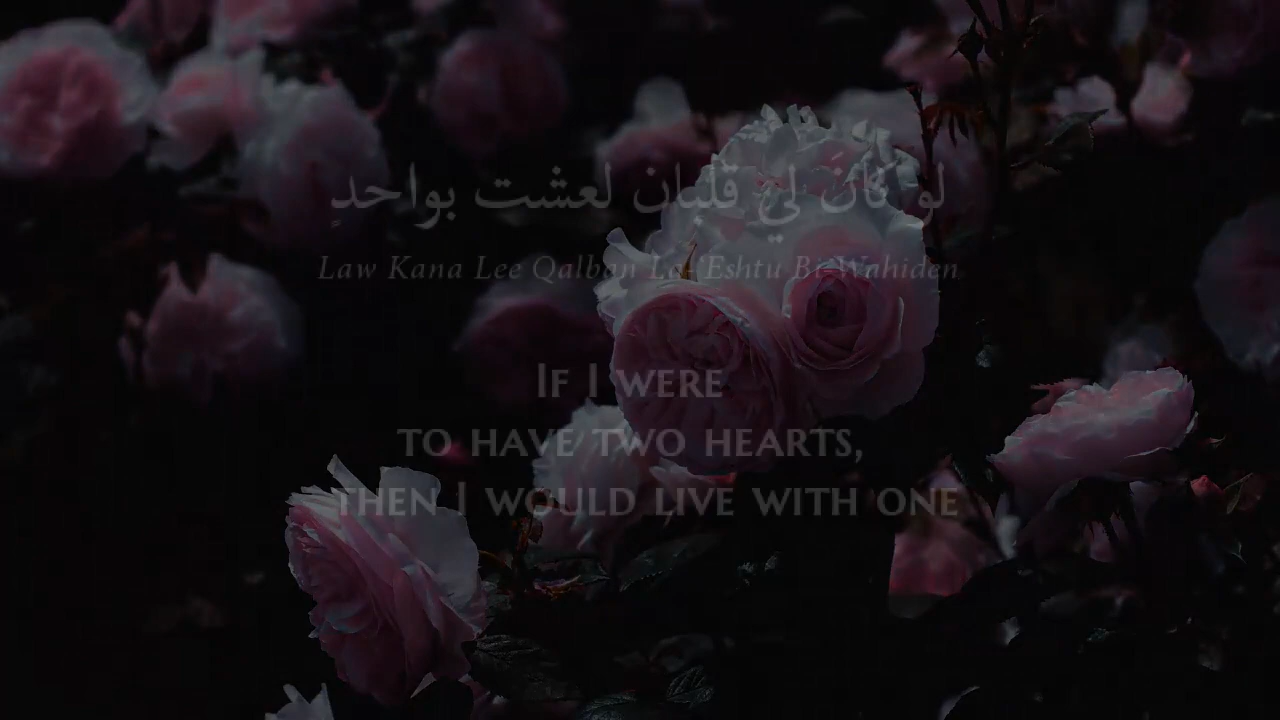 لو كان لي قلبان لعشت بواحد
Law Kana Lee Qalban La 'Eshtu Bi Wahiden
If I were
to have two hearts,
then I would live with one